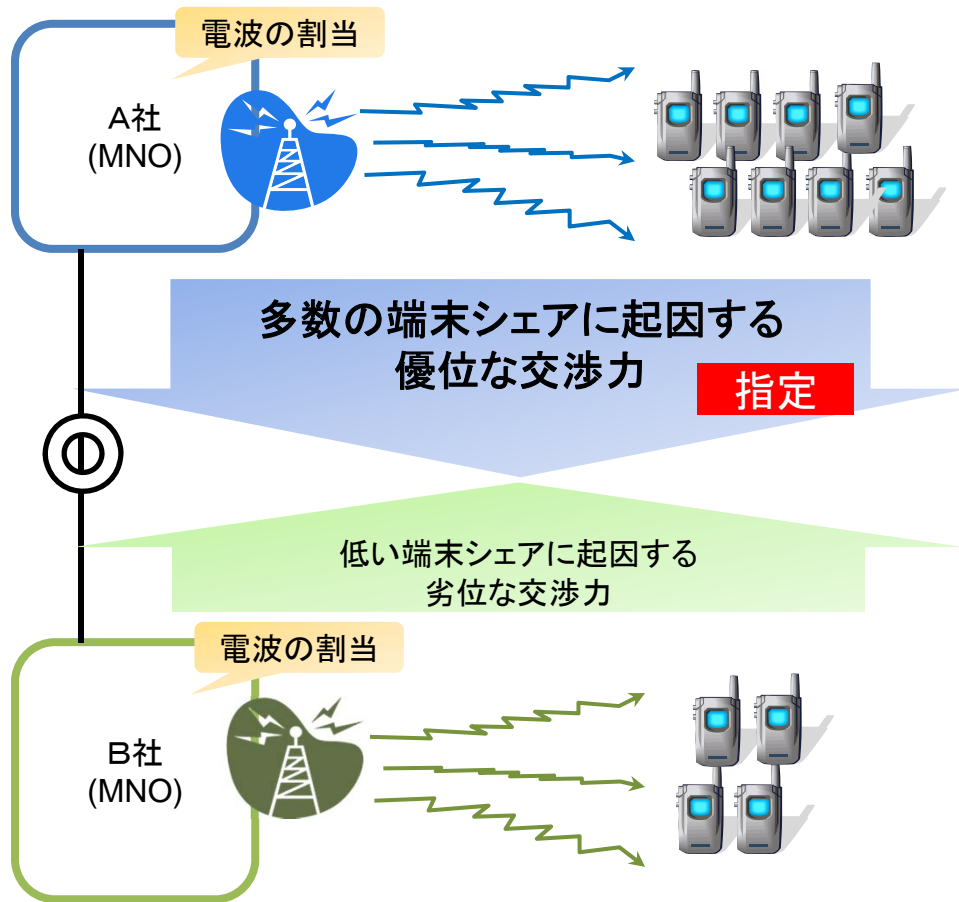 電波の割当
A社
(MNO)
多数の端末シェアに起因する
優位な交渉力
指定
低い端末シェアに起因する
劣位な交渉力
電波の割当
B社
(MNO)